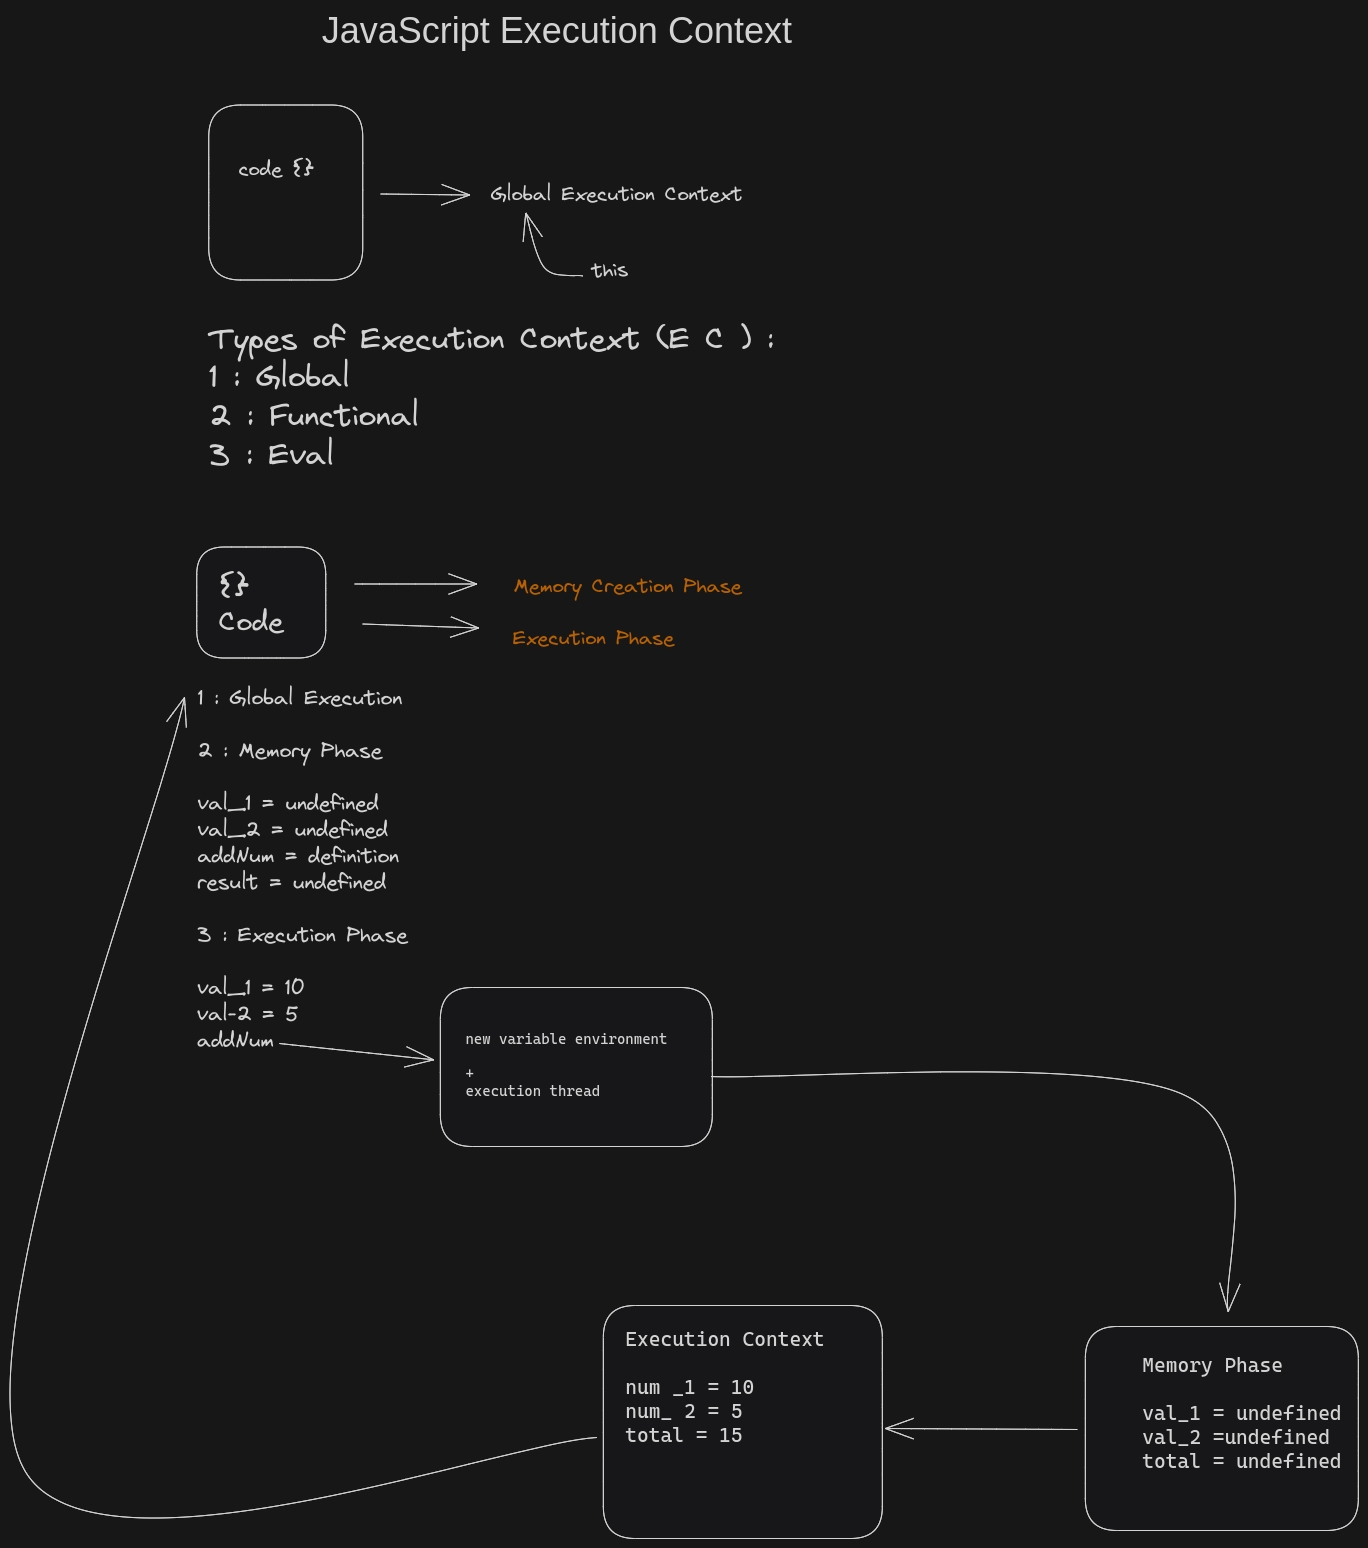 JavaScript Execution Context
code {}
Global Execution Context
this
Types of Execution Context (E C ) :
1 : Global
2 : Functional
3 : Eval
{}
Code
Memory Creation Phase
Execution Phase
1 : Global Execution
2 : Memory Phase
val_1 = undefined
val_2 = undefined
addNum = definition
result = undefined
3 : Execution Phase
val_1 = 10
val-2 = 5
addNum
new variable environment
+
execution thread
Execution Context
num _1 = 10
num_ 2 = 5
total = 15
Memory Phase
val_1 = undefined
val_2 =undefined
total = undefined